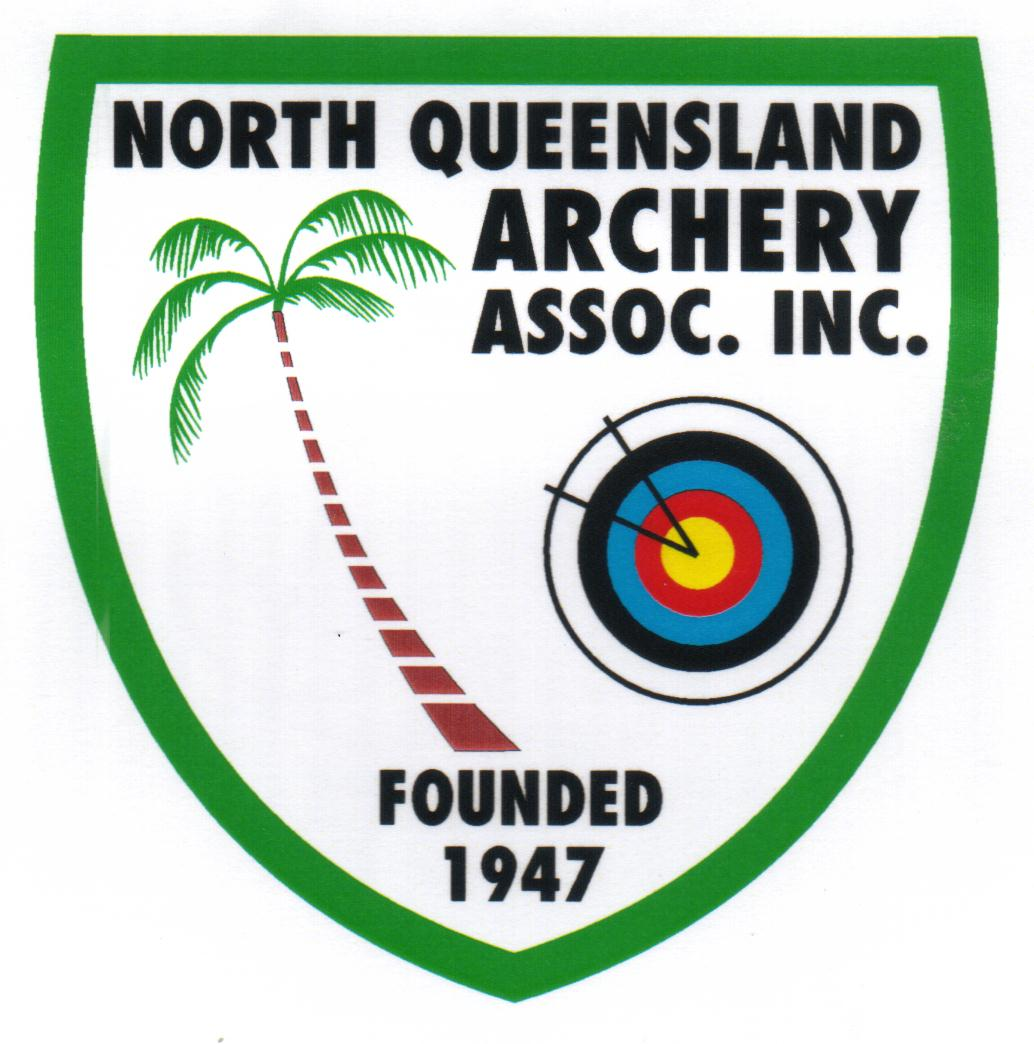 NORTH QUEENSLAND
ARCHERY
ASSOC. INC.
FOUNDED
1947